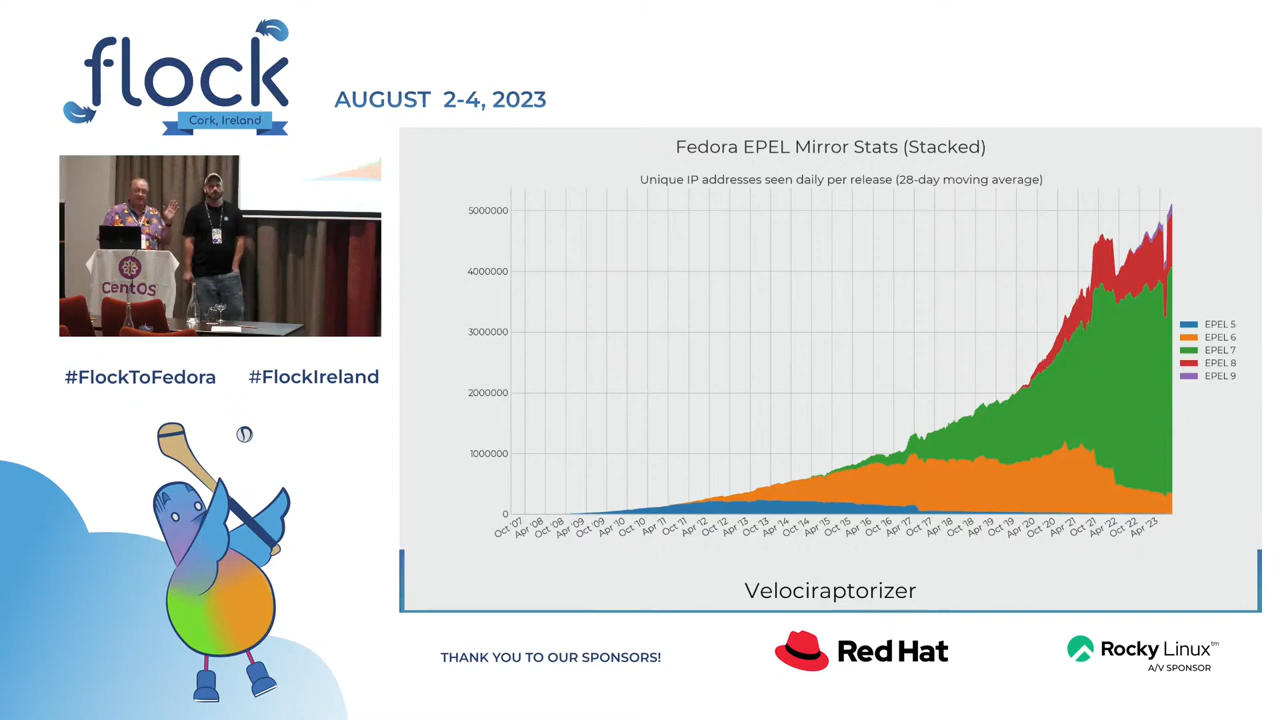 flock
Cork, Ireland
AUGUST 2-4, 2023
CentOS
#FlockToFedora #FlockIreland
Fedora EPEL Mirror Stats (Stacked)
Unique IP addresses seen daily per release (28-day moving average)
5000000
4000000
3000000
2000000
1000000
0
Oct '07
Apr '08
Oct '08
Apr '09
Oct '09
Apr '10
Oct '10
Apr '11
Oct '11
Apr '12
Oct '12
Apr '13
Oct '13
Apr '14
Oct '14
Apr '15
Oct '15
Apr '16
Oct '16
Apr '17
Oct '17
Apr '18
Oct '18
Apr '19
Oct '19
Apr '20
Oct '20
Apr '21
Oct '21
Apr '22
Oct '22
Apr '23
EPEL 5
EPEL 6
EPEL 7
EPEL 8
EPEL 9
Velociraptorizer
THANK YOU TO OUR SPONSORS!
Red Hat
Rocky Linux™
A/V SPONSOR